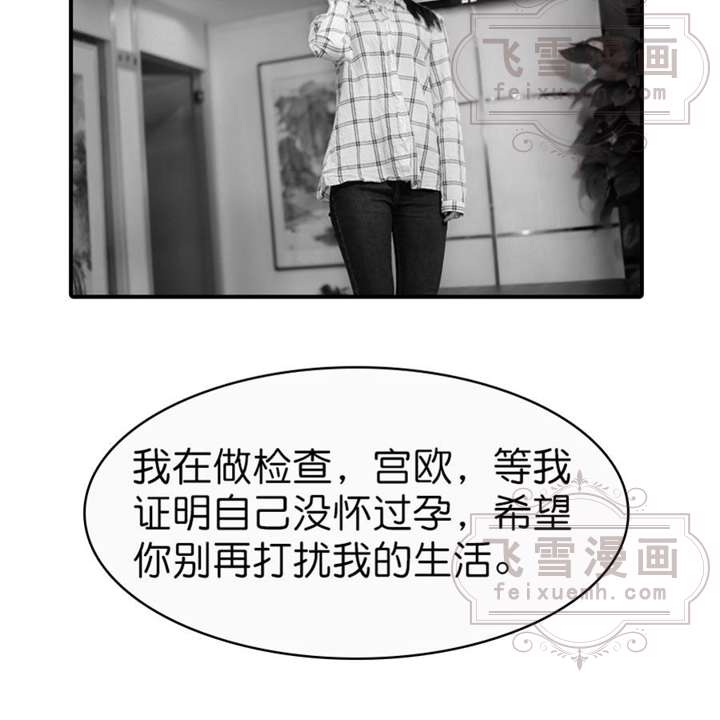 飞雪漫画
feixuemh.com
我在做检查，宫欧，等我
证明自己没怀过孕，希望
你别再打扰我的生活。
飞雪漫画
feixuemh.com